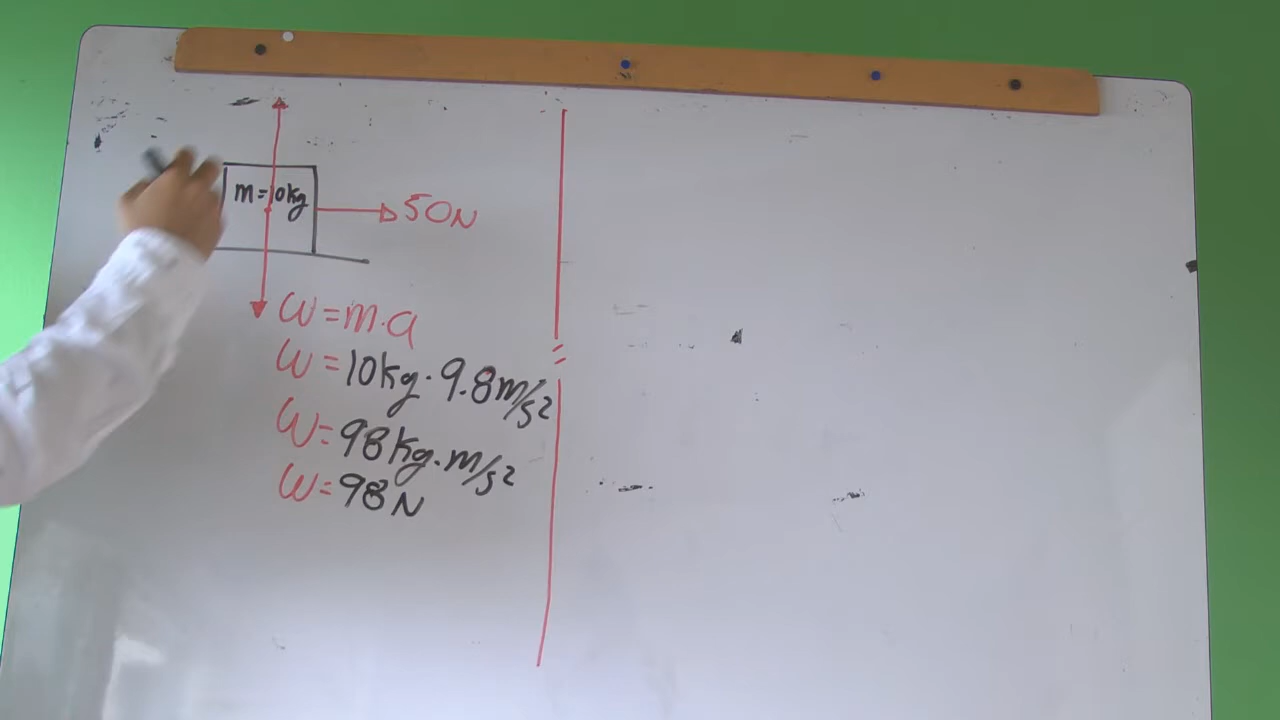 m=10kg
50N
W=m.a
W=10kg·9.8m/s²
W=98kg.m/s²
W=98N